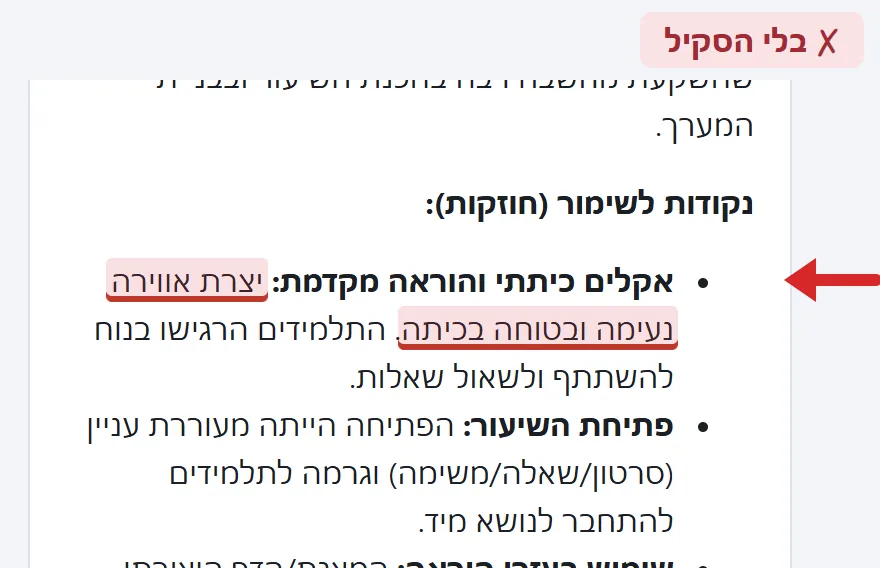 ✗ בלי הסקיל
המערך.
נקודות לשימור (חוזקות):
• אקלים כיתתי והוראה מקדמת: יצרת אווירה
נעימה ובטוחה בכיתה. התלמידים הרגישו בנוח
להשתתף ולשאול שאלות.
• פתיחת השיעור: הפתיחה הייתה מעוררת עניין
(סרטון/שאלה/משימה) וגרמה לתלמידים
להתחבר לנושא מיד.